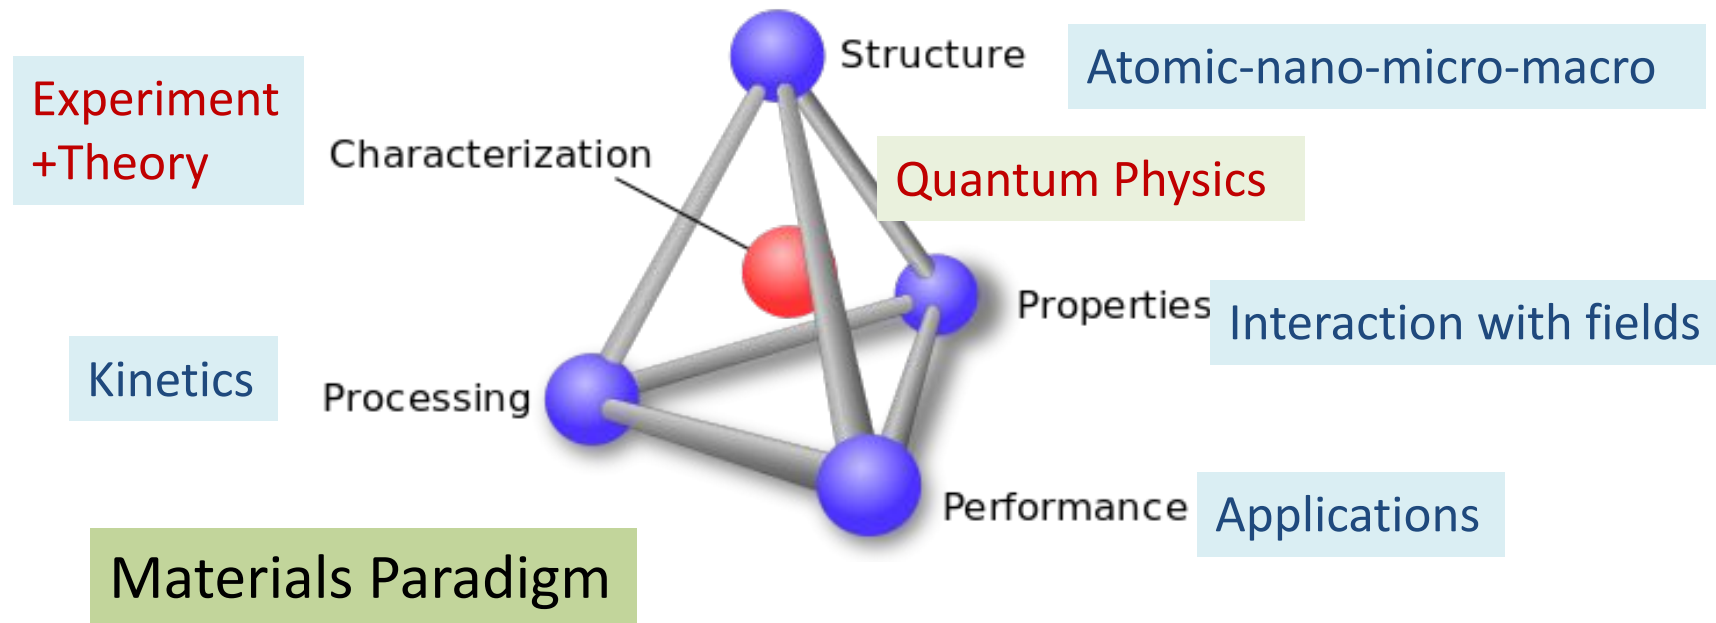 Structure
Atomic-nano-micro-macro
Experiment
+Theory
Characterization
Quantum Physics
Properties
Interaction with fields
Kinetics
Processing
Performance
Applications
Materials Paradigm